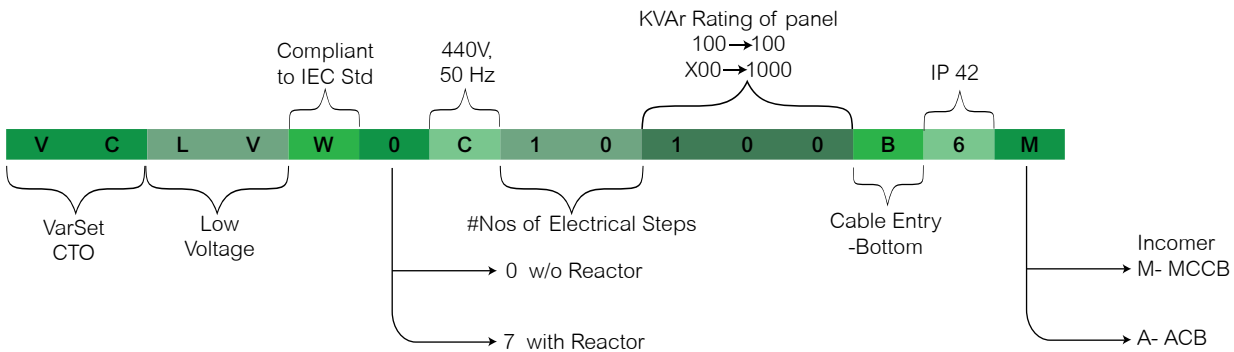 KVAr Rating of panel
100→100
X00→1000
Compliant
to IEC Std
440V,
50 Hz
IP 42
V C L V W 0 C 1 0 1 0 0 B 6 M
VarSet
CTO
Low
Voltage
#Nos of Electrical Steps
Cable Entry
-Bottom
0 w/o Reactor
7 with Reactor
Incomer
M- MCCB
A- ACB